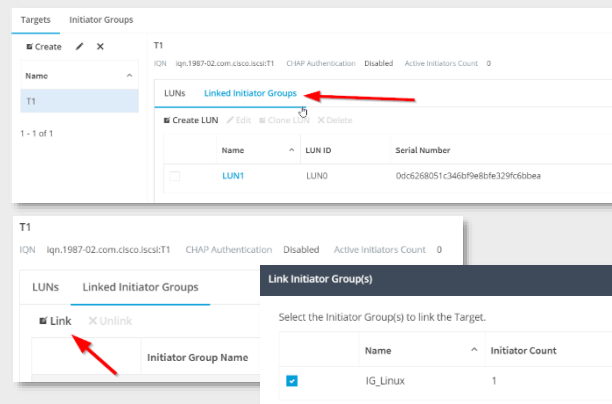 Targets Initiator Groups
Create
Name
T1
1 - 1 of 1
T1
IQN iqn.1987-02.com.cisco.iscsi:T1 CHAP Authentication Disabled Active Initiators Count 0
LUNs Linked Initiator Groups
Create LUN Edit Clone LUN Delete
Name LUN ID Serial Number
LUN1 LUN0 0dc6268051c346bf9e8bfe329fc6bbea
T1
IQN iqn.1987-02.com.cisco.iscsi:T1 CHAP Authentication Disabled Active Initiators Count 0
LUNs Linked Initiator Groups
Link Unlink
Initiator Group Name
Link Initiator Group(s)
Select the Initiator Group(s) to link the Target.
Name Initiator Count
IG_Linux 1